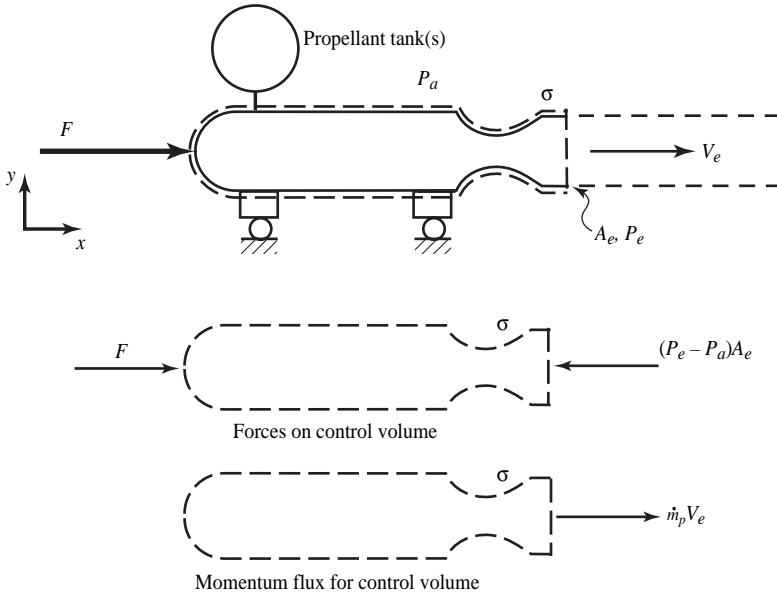 Propellant tank(s)
P_a
σ
F
V_e
y
x
A_e, P_e
σ
F
(P_e – P_a)A_e
Forces on control volume
σ
ṁ_pV_e
Momentum flux for control volume